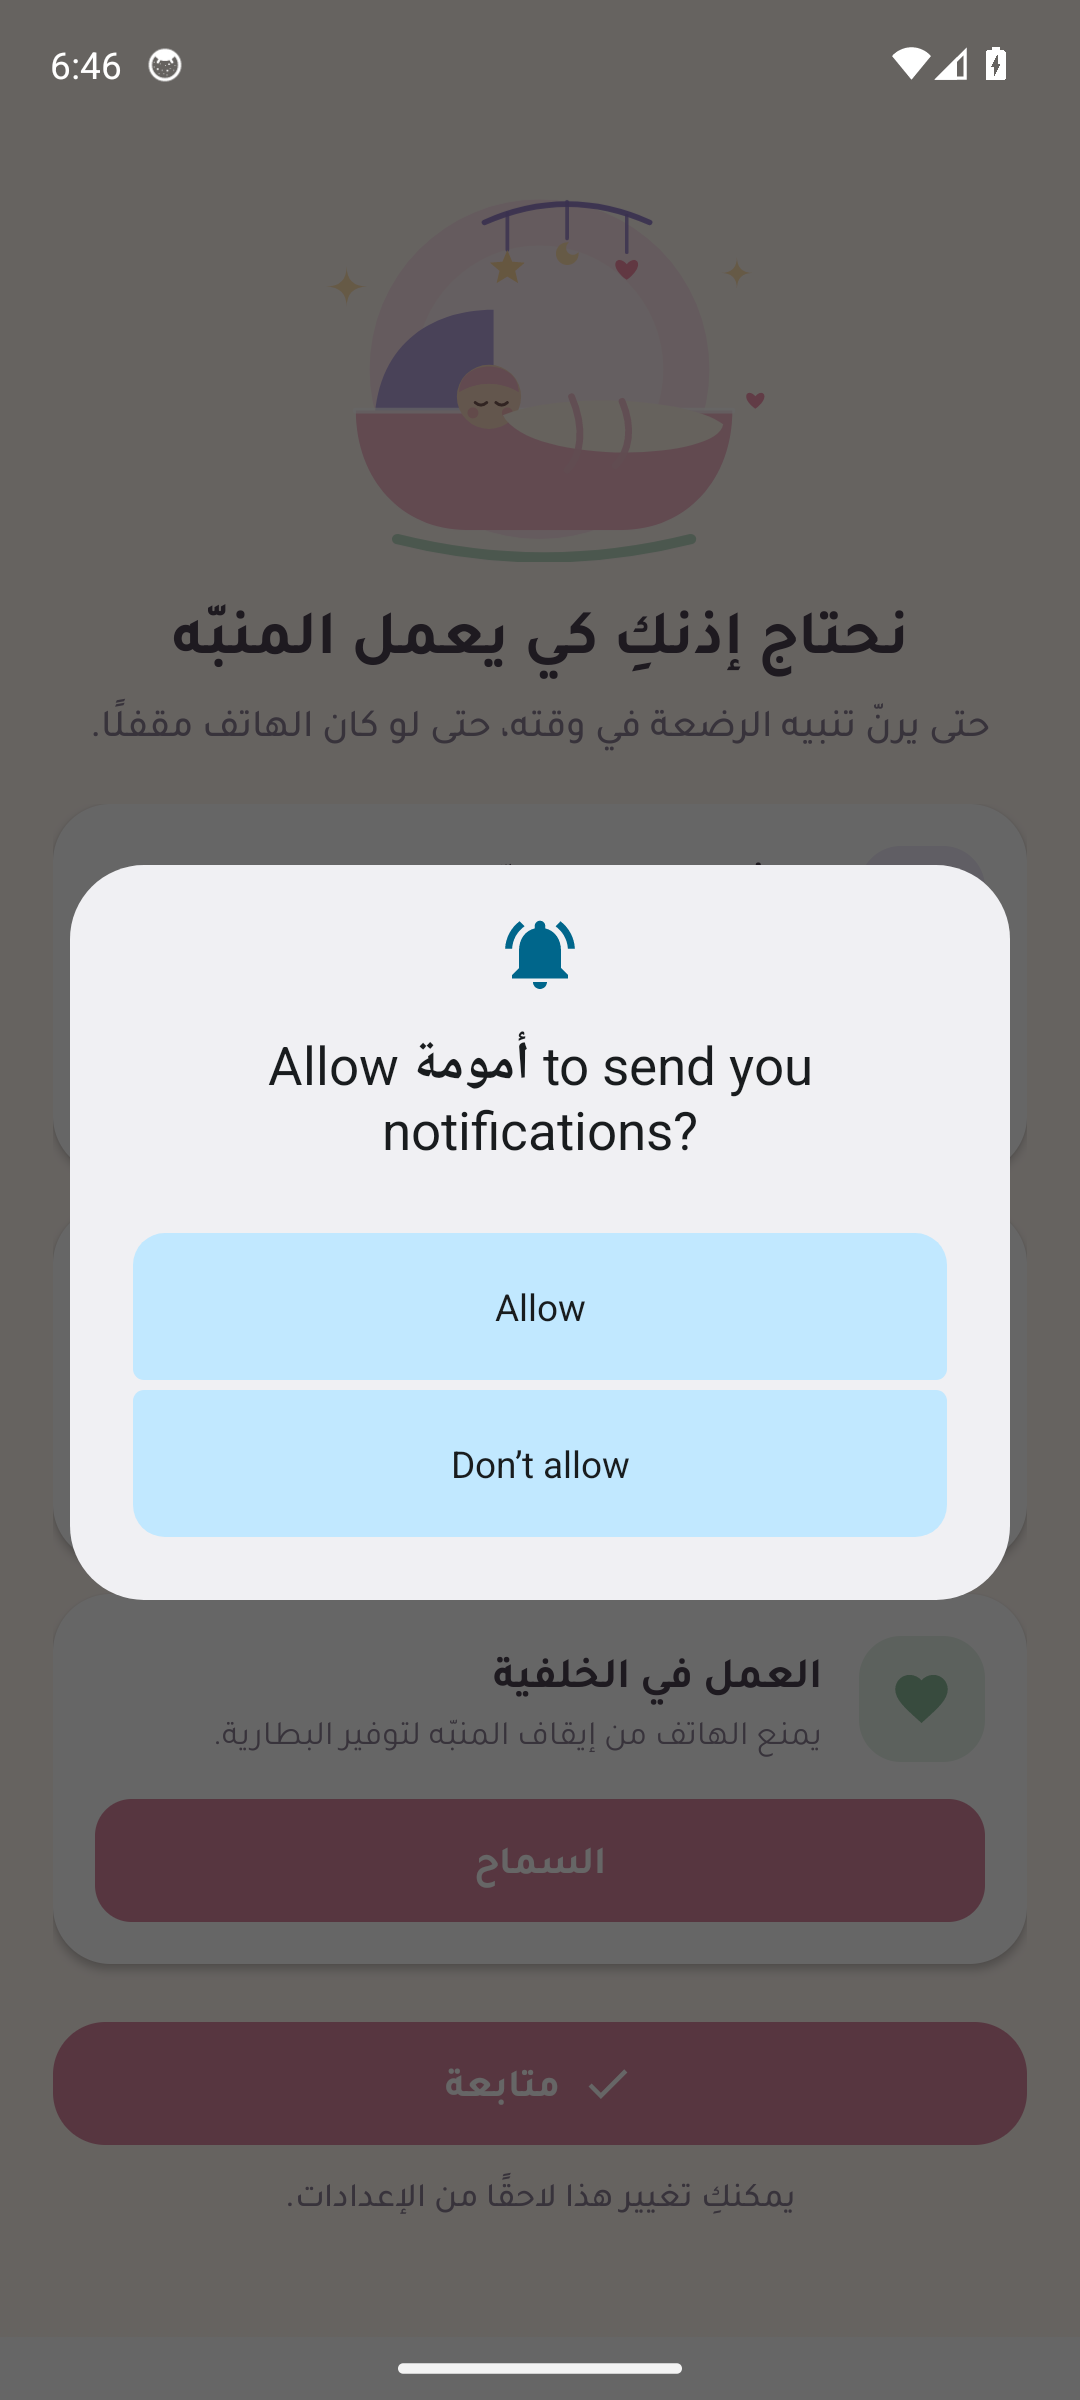 6:46
نحتاج إذنكِ كي يعمل المنبّه
حتى يرنّ تنبيه الرضعة في وقته، حتى لو كان الهاتف مقفلًا.
Allow أمومة to send you
notifications?
Allow
Don’t allow
العمل في الخلفية
يمنع الهاتف من إيقاف المنبّه لتوفير البطارية.
السماح
متابعة
يمكنكِ تغيير هذا لاحقًا من الإعدادات.